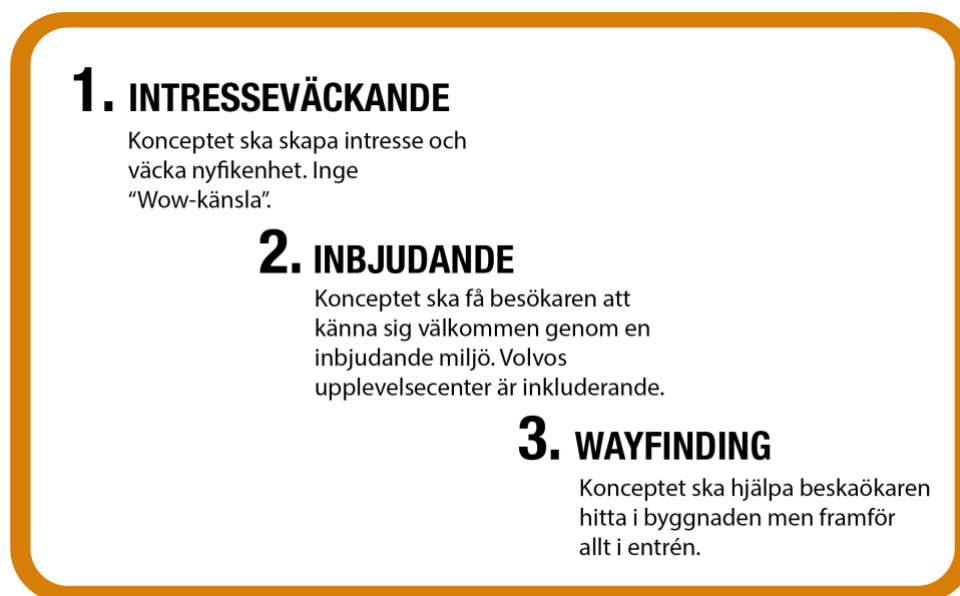 1. INTRESSEVÄCKANDE
Konceptet ska skapa intresse och
väcka nyfikenhet. Inge
“Wow-känsla”.
2. INBJUDANDE
Konceptet ska få besökaren att
känna sig välkommen genom en
inbjudande miljö. Volvos
upplevelsecenter är inkluderande.
3. WAYFINDING
Konceptet ska hjälpa beskaökaren
hitta i byggnaden men framför
allt i entrén.